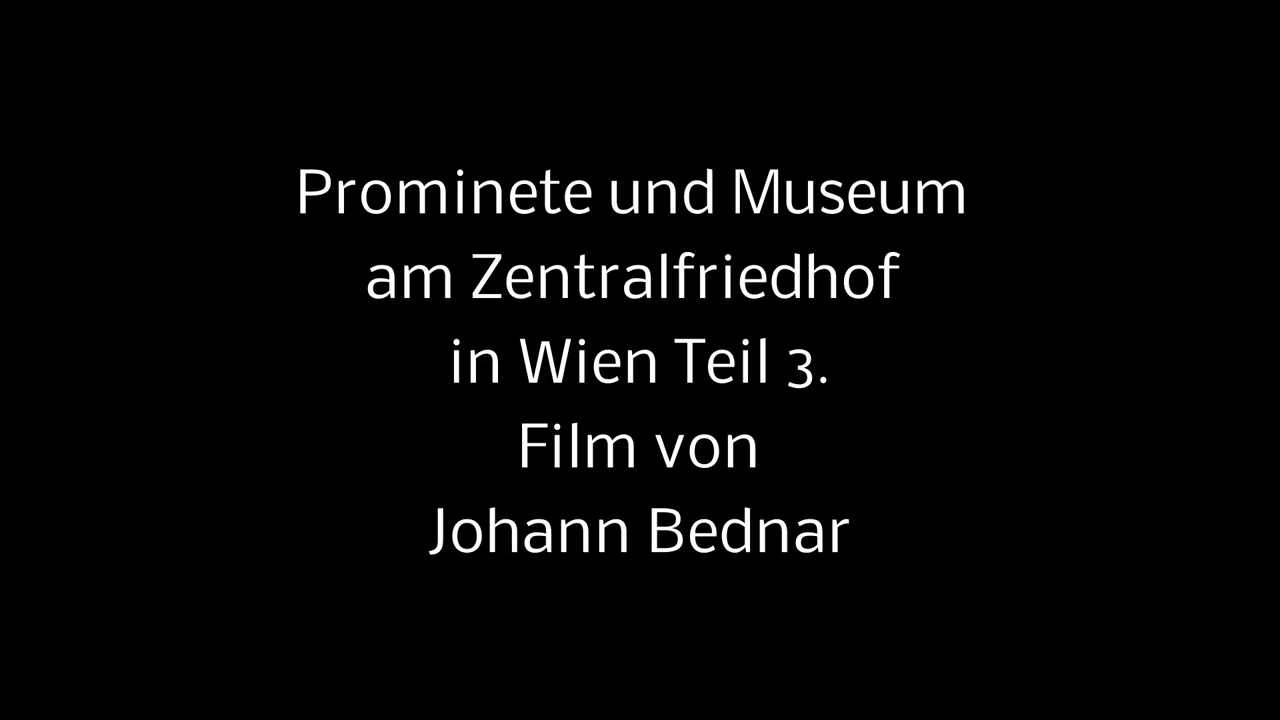 Prominete und Museum
am Zentralfriedhof
in Wien Teil 3.
Film von
Johann Bednar